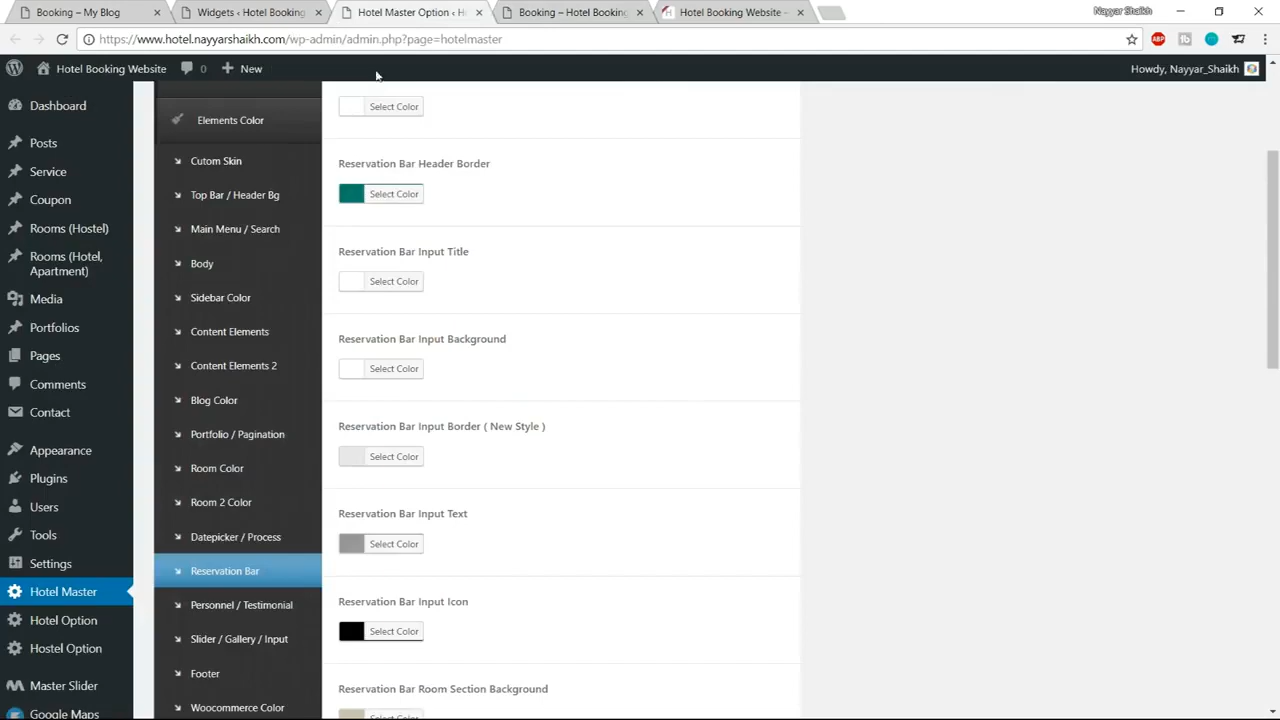 Booking – My Blog
Widgets ‹ Hotel Booking
Hotel Master Option ‹ H
Booking – Hotel Booking
Hotel Booking Website –
Nayyar Shaikh
https://www.hotel.nayyarshaikh.com/wp-admin/admin.php?page=hotelmaster
ABP
Hotel Booking Website
0
New
Howdy, Nayyar_Shaikh
Dashboard
Posts
Service
Coupon
Rooms (Hostel)
Rooms (Hotel,
Apartment)
Media
Portfolios
Pages
Comments
Contact
Appearance
Plugins
Users
Tools
Settings
Hotel Master
Hotel Option
Hostel Option
Master Slider
Google Maps
Elements Color
Cutom Skin
Top Bar / Header Bg
Main Menu / Search
Body
Sidebar Color
Content Elements
Content Elements 2
Blog Color
Portfolio / Pagination
Room Color
Room 2 Color
Datepicker / Process
Reservation Bar
Personnel / Testimonial
Slider / Gallery / Input
Footer
Woocommerce Color
Select Color
Reservation Bar Header Border
Select Color
Reservation Bar Input Title
Select Color
Reservation Bar Input Background
Select Color
Reservation Bar Input Border ( New Style )
Select Color
Reservation Bar Input Text
Select Color
Reservation Bar Input Icon
Select Color
Reservation Bar Room Section Background
Select Color